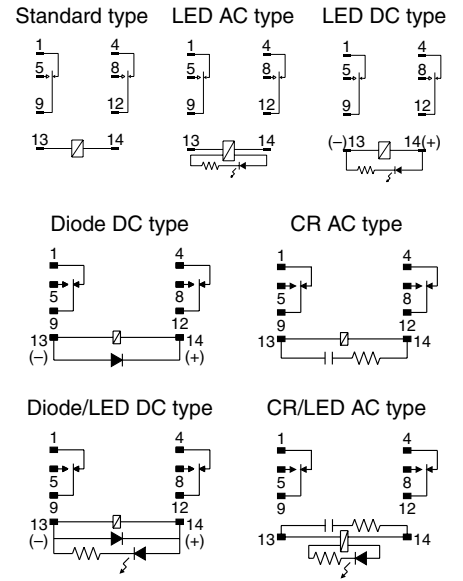 Standard type LED AC type LED DC type
1 4 1 4 1 4
5 8 5 8 5 8
9 12 9 12 9 12
13 14 13 14 (–)13 14(+)
Diode DC type CR AC type
1 4 1 4
5 8 5 8
9 12 9 12
13 14 13 14
(–) (+)
Diode/LED DC type CR/LED AC type
1 4 1 4
5 8 5 8
9 12 9 12
13 14 13 14
(–) (+)